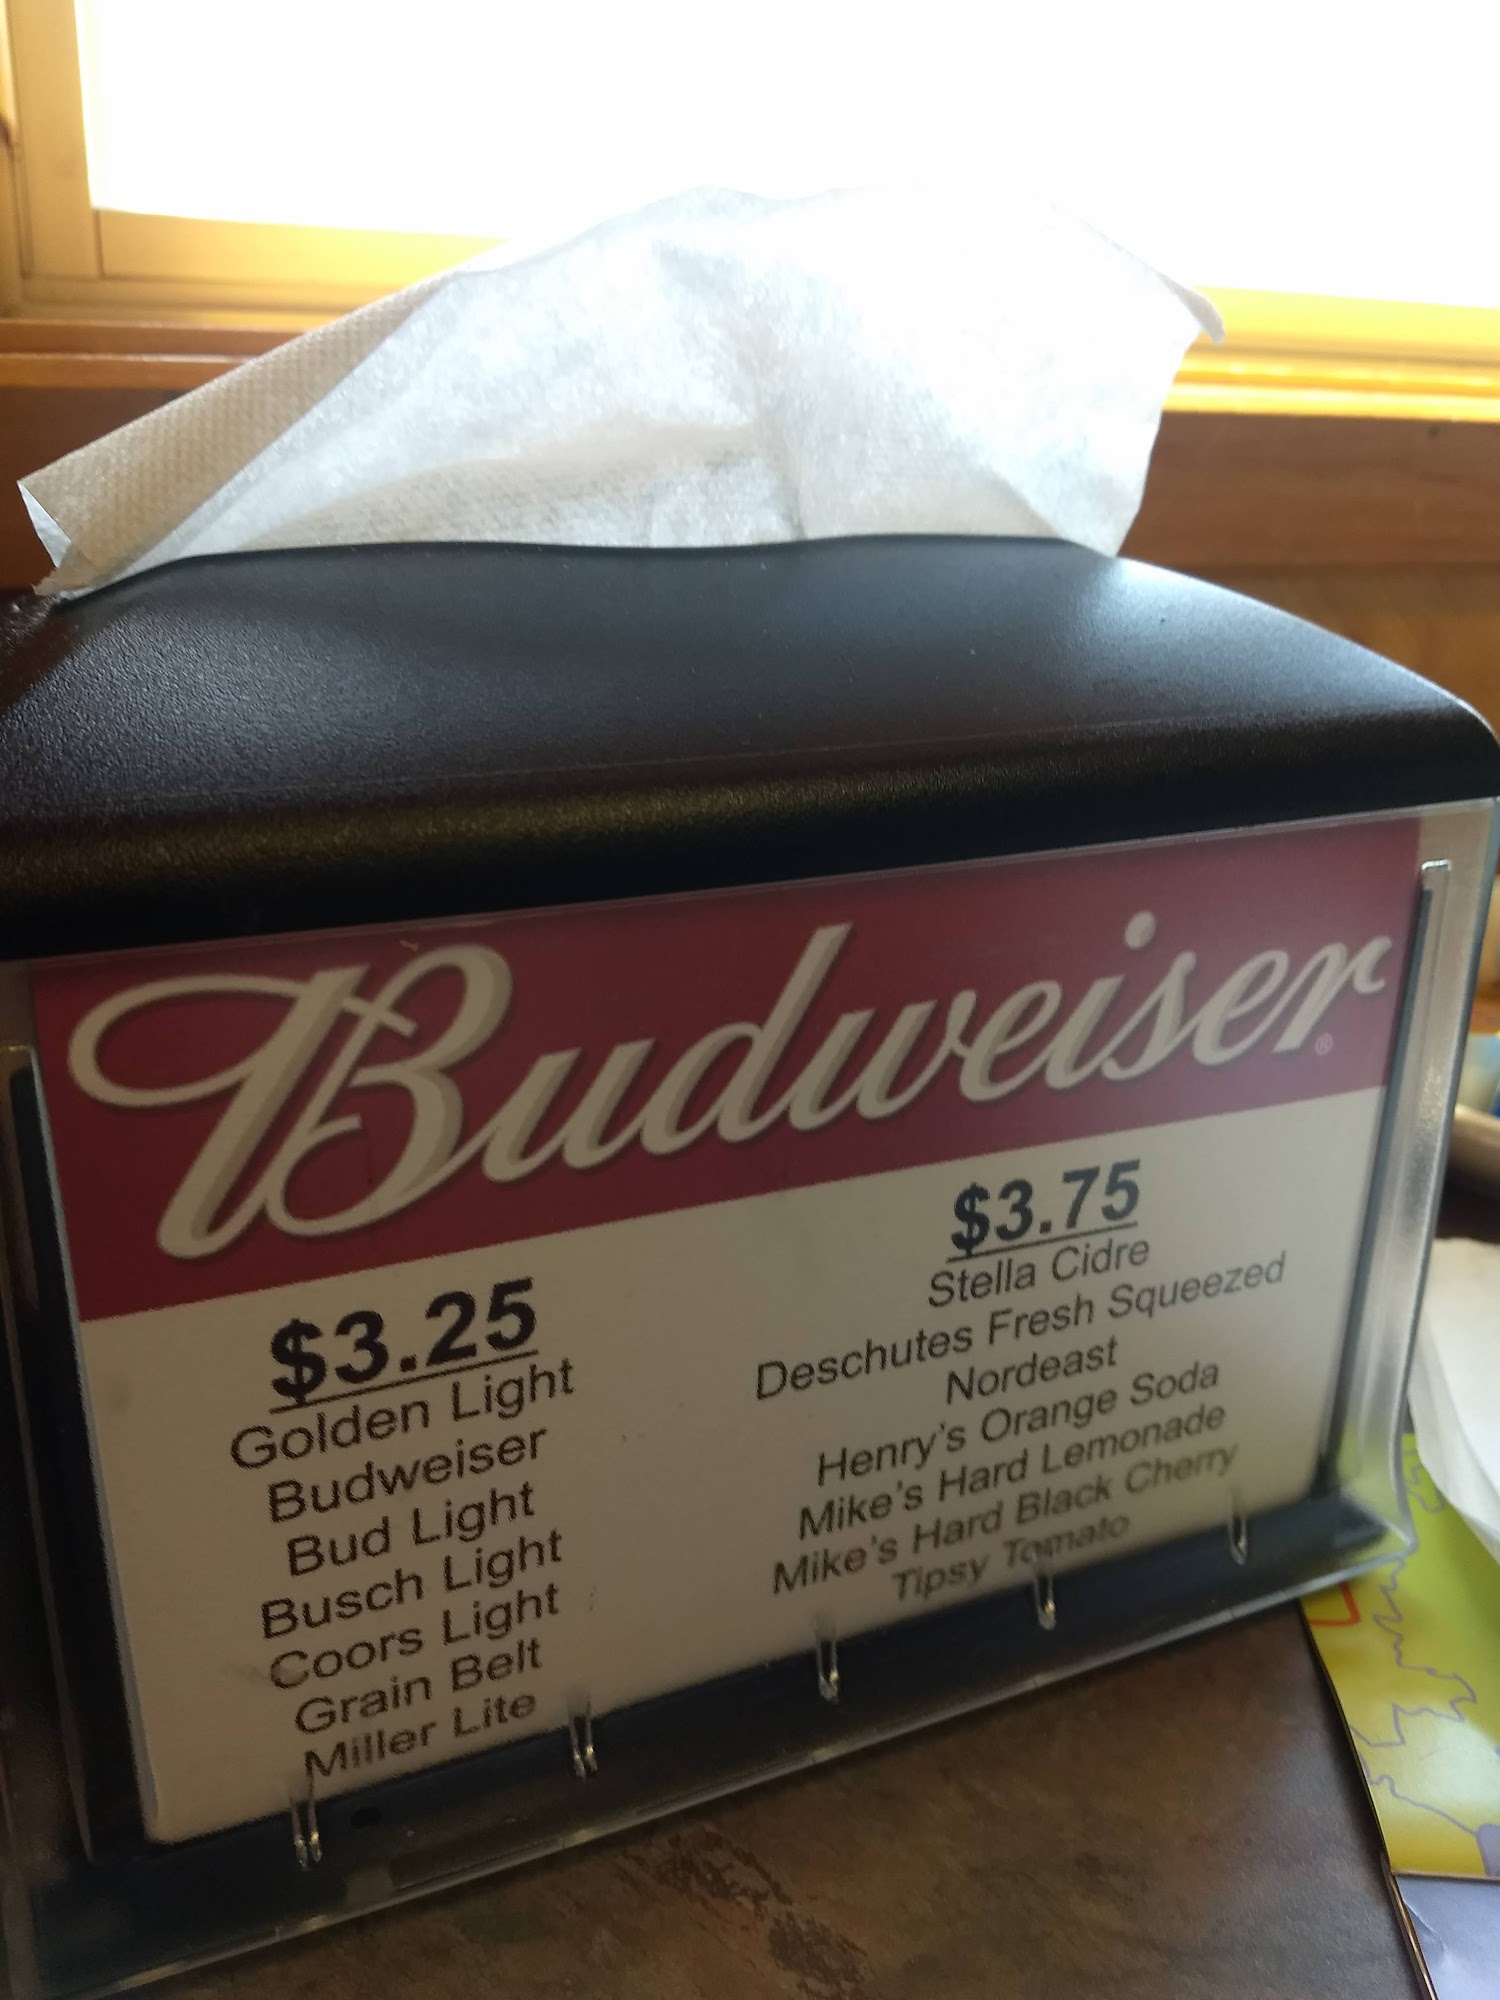 Budweiser®
$3.25
Golden Light
Budweiser
Bud Light
Busch Light
Coors Light
Grain Belt
Miller Lite
$3.75
Stella Cidre
Deschutes Fresh Squeezed
Nordeast
Henry's Orange Soda
Mike's Hard Lemonade
Mike's Hard Black Cherry
Tipsy Tomato